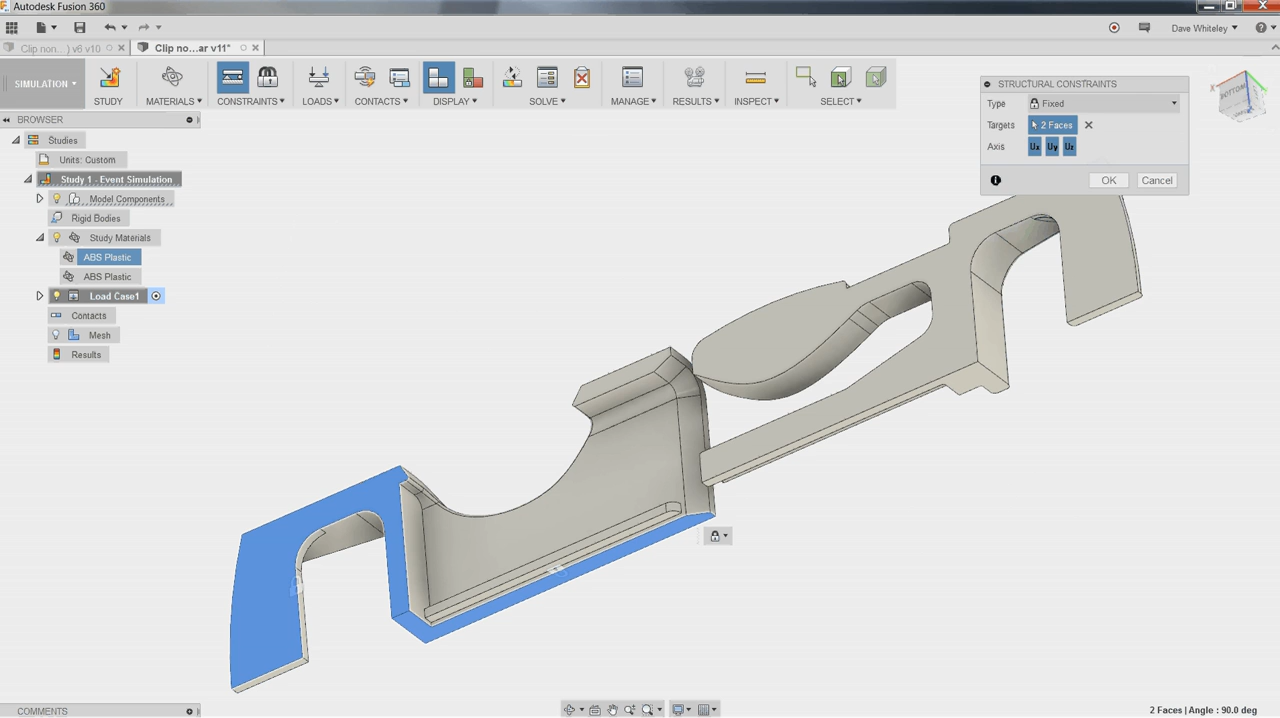 Autodesk Fusion 360
Dave Whiteley
Clip non...) v6 v10
Clip no...ar v11*
SIMULATION
STUDY
MATERIALS
CONSTRAINTS
LOADS
CONTACTS
DISPLAY
SOLVE
MANAGE
RESULTS
INSPECT
SELECT
BROWSER
Studies
Units: Custom
Study 1 - Event Simulation
Model Components
Rigid Bodies
Study Materials
ABS Plastic
ABS Plastic
Load Case1
Contacts
Mesh
Results
STRUCTURAL CONSTRAINTS
Type Fixed
Targets 2 Faces
Axis Ux Uy Uz
OK Cancel
BOTTOM
X
COMMENTS
2 Faces | Angle : 90.0 deg